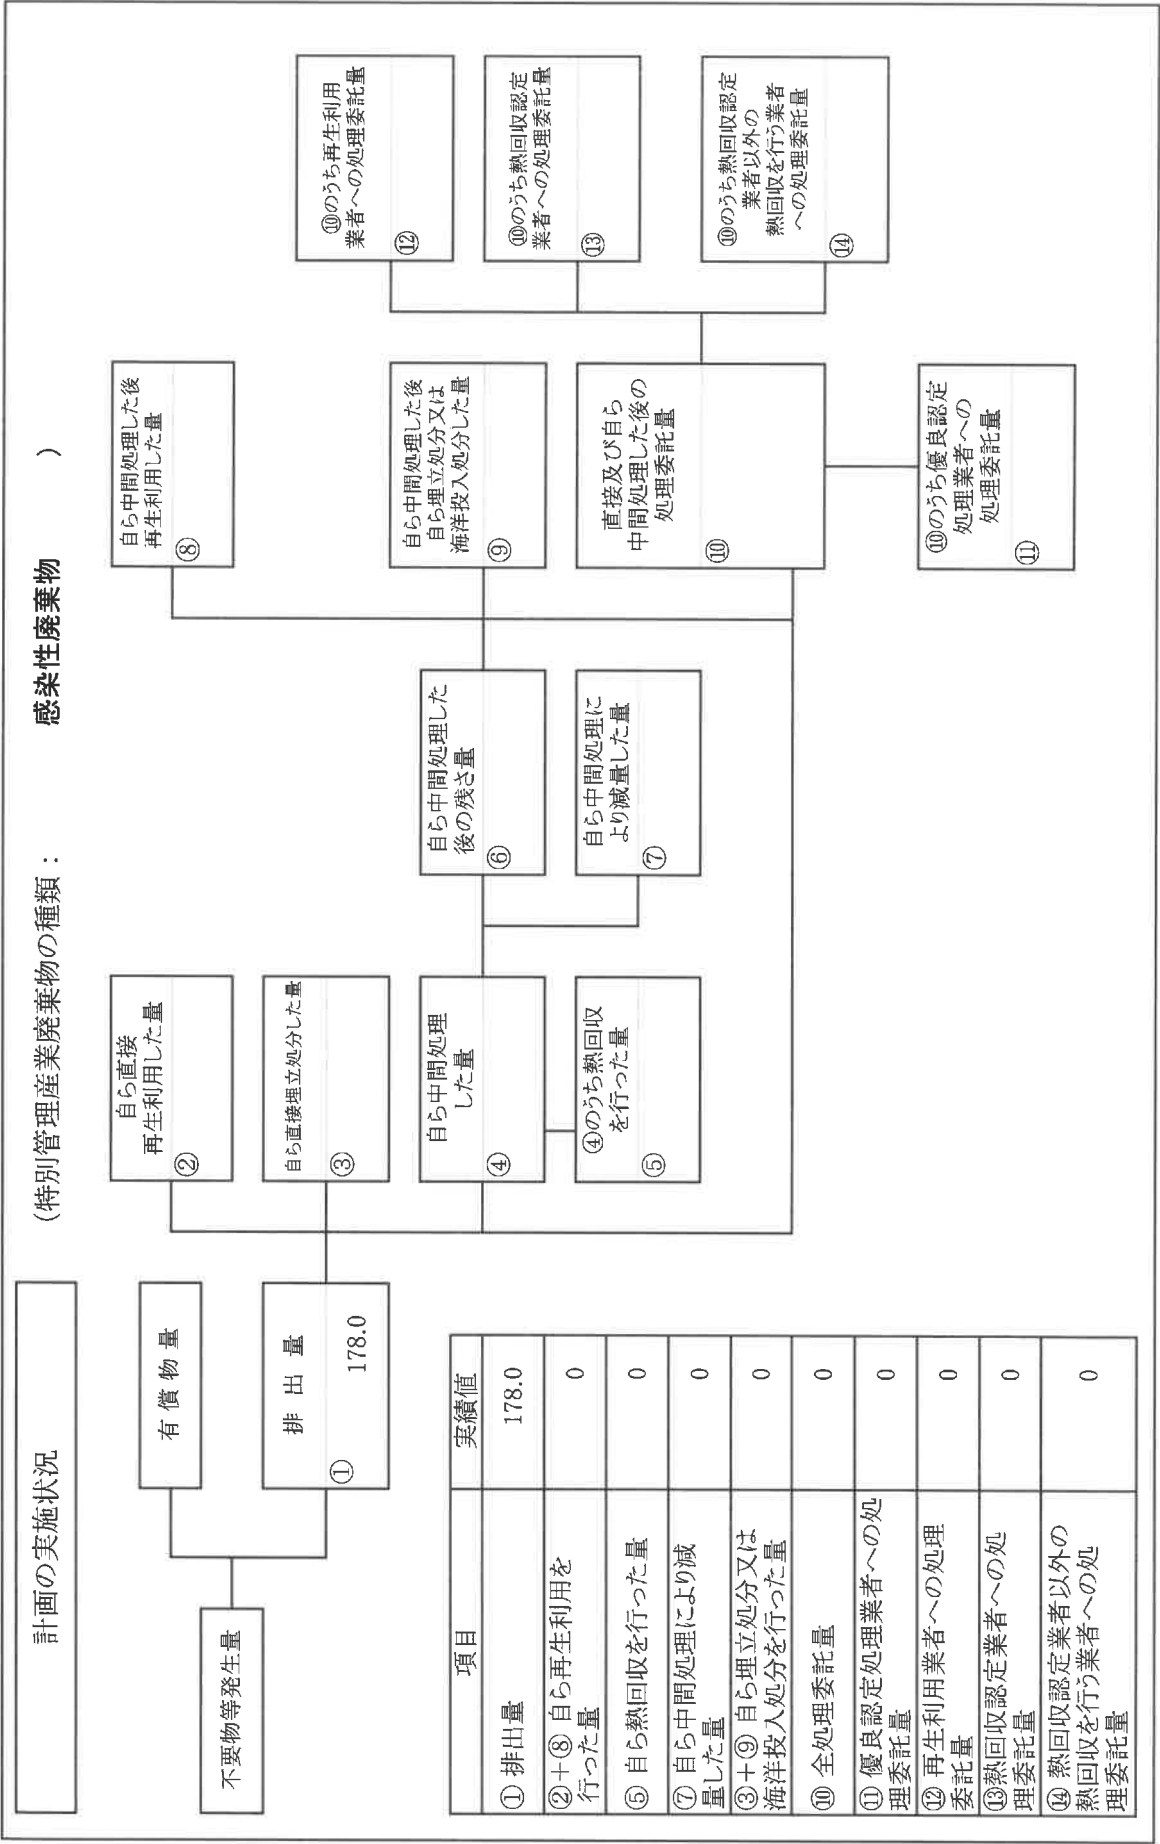 計画の実施状況
(特別管理産業廃棄物の種類： 感染性廃棄物 )
不要物等発生量
有償物量
排出量
① 178.0
自ら直接
再生利用した量
②
自ら直接埋立処分した量
③
自ら中間処理
した量
④
④のうち熱回収
を行った量
⑤
自ら中間処理した
後の残さ量
⑥
自ら中間処理に
より減量した量
⑦
自ら中間処理した後
再生利用した量
⑧
自ら中間処理した後
自ら埋立処分又は
海洋投入処分した量
⑨
直接及び自ら
中間処理した後の
処理委託量
⑩
⑩のうち優良認定
処理業者への
処理委託量
⑪
⑩のうち再生利用
業者への処理委託量
⑫
⑩のうち熱回収認定
業者への処理委託量
⑬
⑩のうち熱回収認定
業者以外の
熱回収を行う業者
への処理委託量
⑭
項目 実績値
① 排出量 178.0
②＋⑧ 自ら再生利用を
行った量 0
⑤ 自ら熱回収を行った量 0
⑦ 自ら中間処理により減
量した量 0
③＋⑨ 自ら埋立処分又は
海洋投入処分を行った量 0
⑩ 全処理委託量 0
⑪ 優良認定処理業者への処
理委託量 0
⑫ 再生利用業者への処理
委託量 0
⑬熱回収認定業者への処
理委託量 0
⑭ 熱回収認定業者以外の
熱回収を行う業者への処
理委託量 0